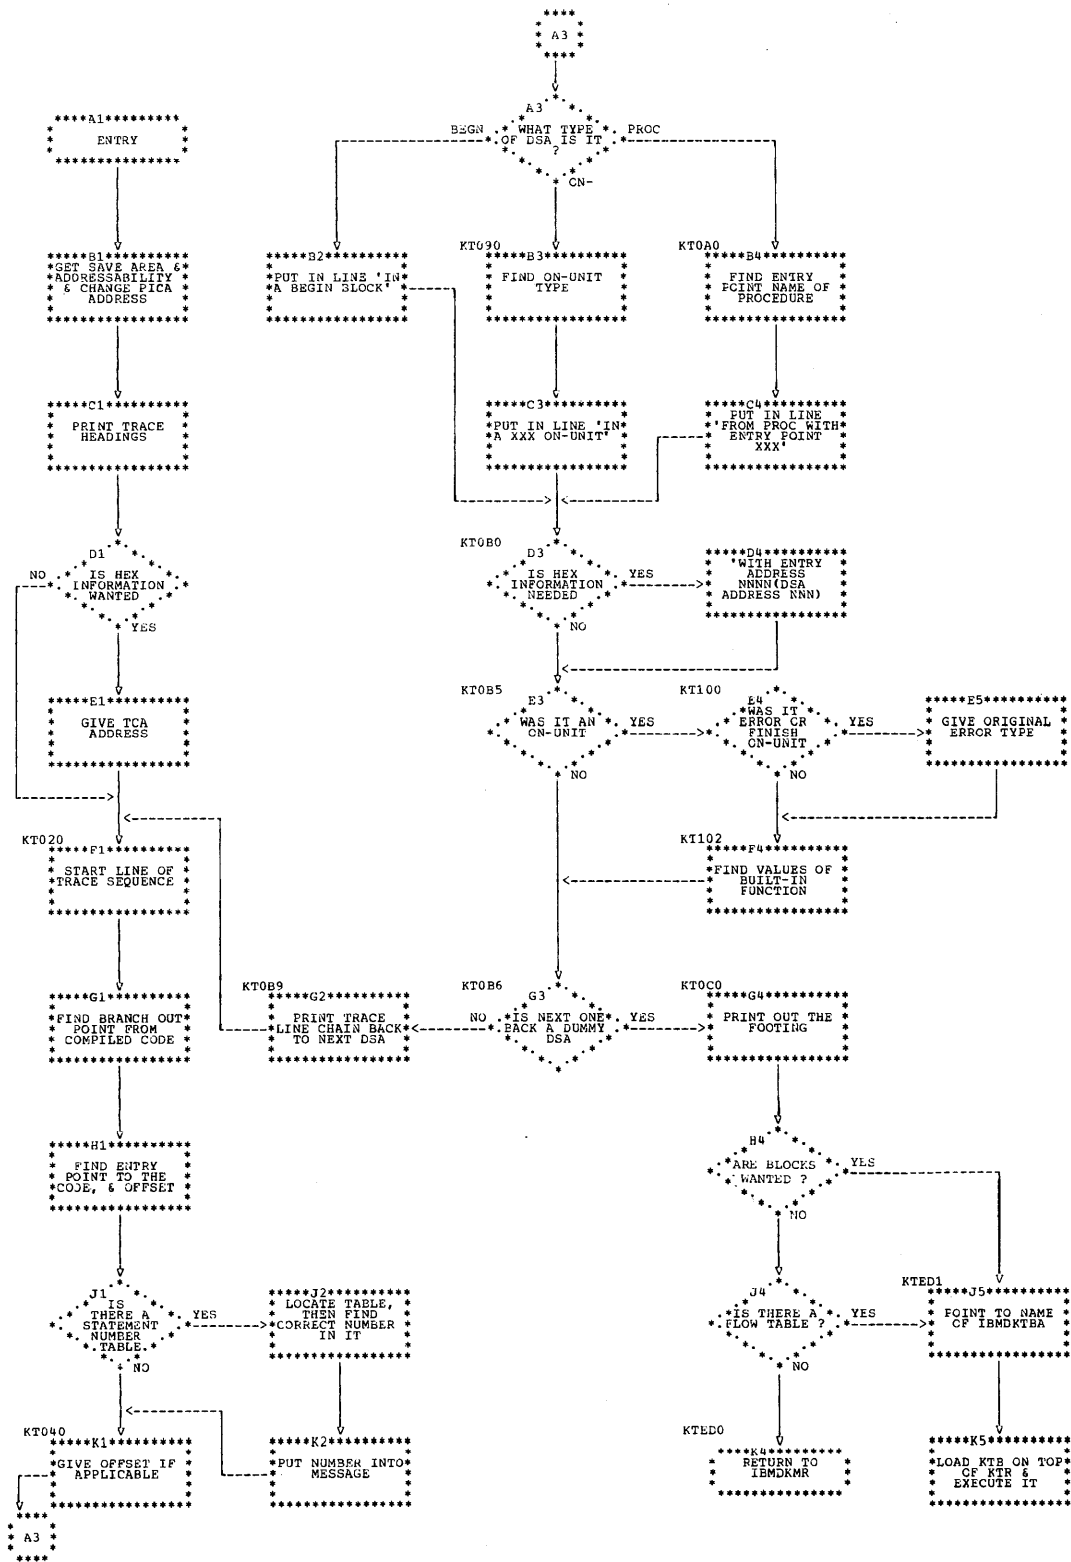 A3
A1
ENTRY
A3
WHAT TYPE
OF DSA IS IT
?
BEGN
PROC
ON-
B1
GET SAVE AREA &
ADDRESSABILITY
& CHANGE PICA
ADDRESS
B2
PUT IN LINE 'IN
A BEGIN BLOCK'
KT090
B3
FIND ON-UNIT
TYPE
KT0A0
B4
FIND ENTRY
POINT NAME OF
PROCEDURE
C1
PRINT TRACE
HEADINGS
C3
PUT IN LINE 'IN
A XXX ON-UNIT'
C4
PUT IN LINE
'FROM PROC WITH
ENTRY POINT
XXX'
D1
IS HEX
INFORMATION
WANTED
NO
YES
KT0B0
D3
IS HEX
INFORMATION
NEEDED
YES
NO
D4
'WITH ENTRY
ADDRESS
NNNN(DSA
ADDRESS NNN)
E1
GIVE TCA
ADDRESS
KT0B5
E3
WAS IT AN
ON-UNIT
YES
NO
KT100
E4
WAS IT
ERROR OR
FINISH
ON-UNIT
YES
NO
E5
GIVE ORIGINAL
ERROR TYPE
KT020
F1
START LINE OF
TRACE SEQUENCE
KT102
F4
FIND VALUES OF
BUILT-IN
FUNCTION
G1
FIND BRANCH OUT
POINT FROM
COMPILED CODE
KT0B9
G2
PRINT TRACE
LINE CHAIN BACK
TO NEXT DSA
KT0B6
G3
IS NEXT ONE
BACK A DUMMY
DSA
NO
YES
KT0C0
G4
PRINT OUT THE
FOOTING
H1
FIND ENTRY
POINT TO THE
CODE, & OFFSET
H4
ARE BLOCKS
WANTED ?
YES
NO
J1
IS
THERE A
STATEMENT
NUMBER
TABLE.
YES
NO
J2
LOCATE TABLE,
THEN FIND
CORRECT NUMBER
IN IT
J4
IS THERE A
FLOW TABLE ?
YES
NO
KTED1
J5
POINT TO NAME
OF IBMDKTBA
KT040
K1
GIVE OFFSET IF
APPLICABLE
K2
PUT NUMBER INTO
MESSAGE
KTED0
K4
RETURN TO
IBMDKMR
K5
LOAD KTB ON TOP
OF KTR &
EXECUTE IT
A3